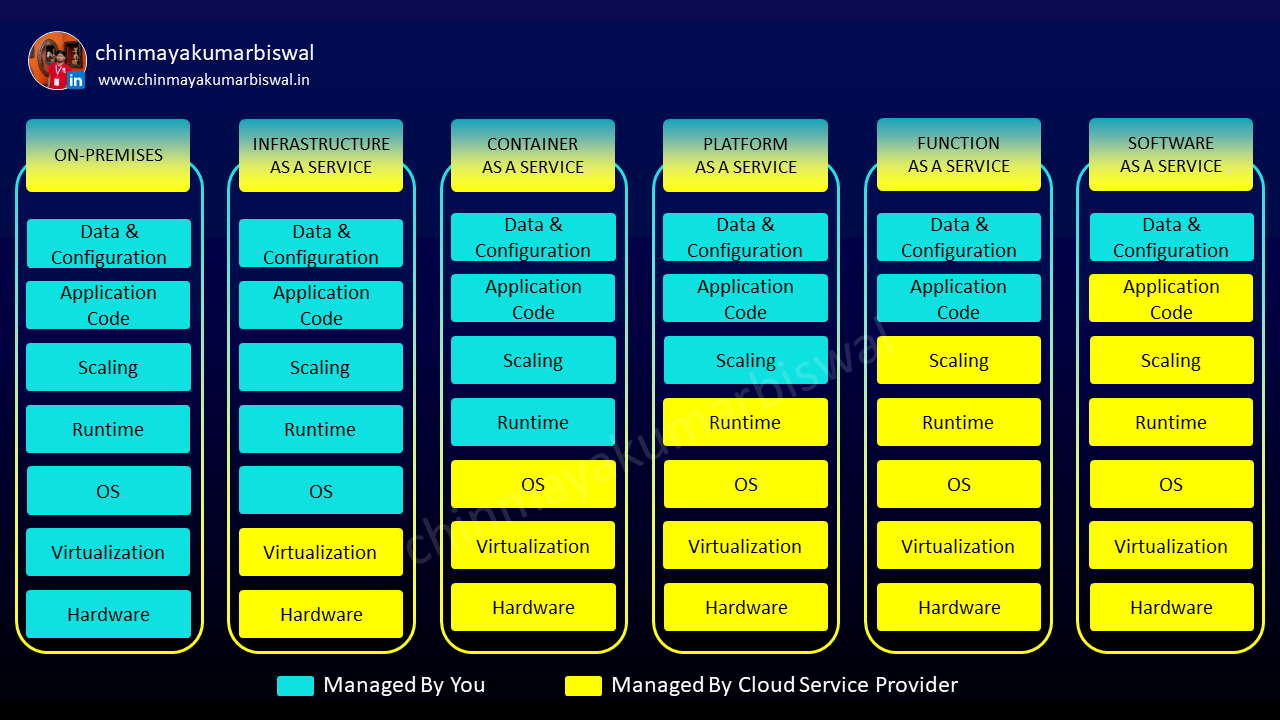 chinmayakumarbiswal
in
www.chinmayakumarbiswal.in
ON-PREMISES
Data &
Configuration
Application
Code
Scaling
Runtime
OS
Virtualization
Hardware
INFRASTRUCTURE
AS A SERVICE
Data &
Configuration
Application
Code
Scaling
Runtime
OS
Virtualization
Hardware
CONTAINER
AS A SERVICE
Data &
Configuration
Application
Code
Scaling
Runtime
OS
Virtualization
Hardware
PLATFORM
AS A SERVICE
Data &
Configuration
Application
Code
Scaling
Runtime
OS
Virtualization
Hardware
FUNCTION
AS A SERVICE
Data &
Configuration
Application
Code
Scaling
Runtime
OS
Virtualization
Hardware
SOFTWARE
AS A SERVICE
Data &
Configuration
Application
Code
Scaling
Runtime
OS
Virtualization
Hardware
chinmayakumarbiswal
Managed By You
Managed By Cloud Service Provider